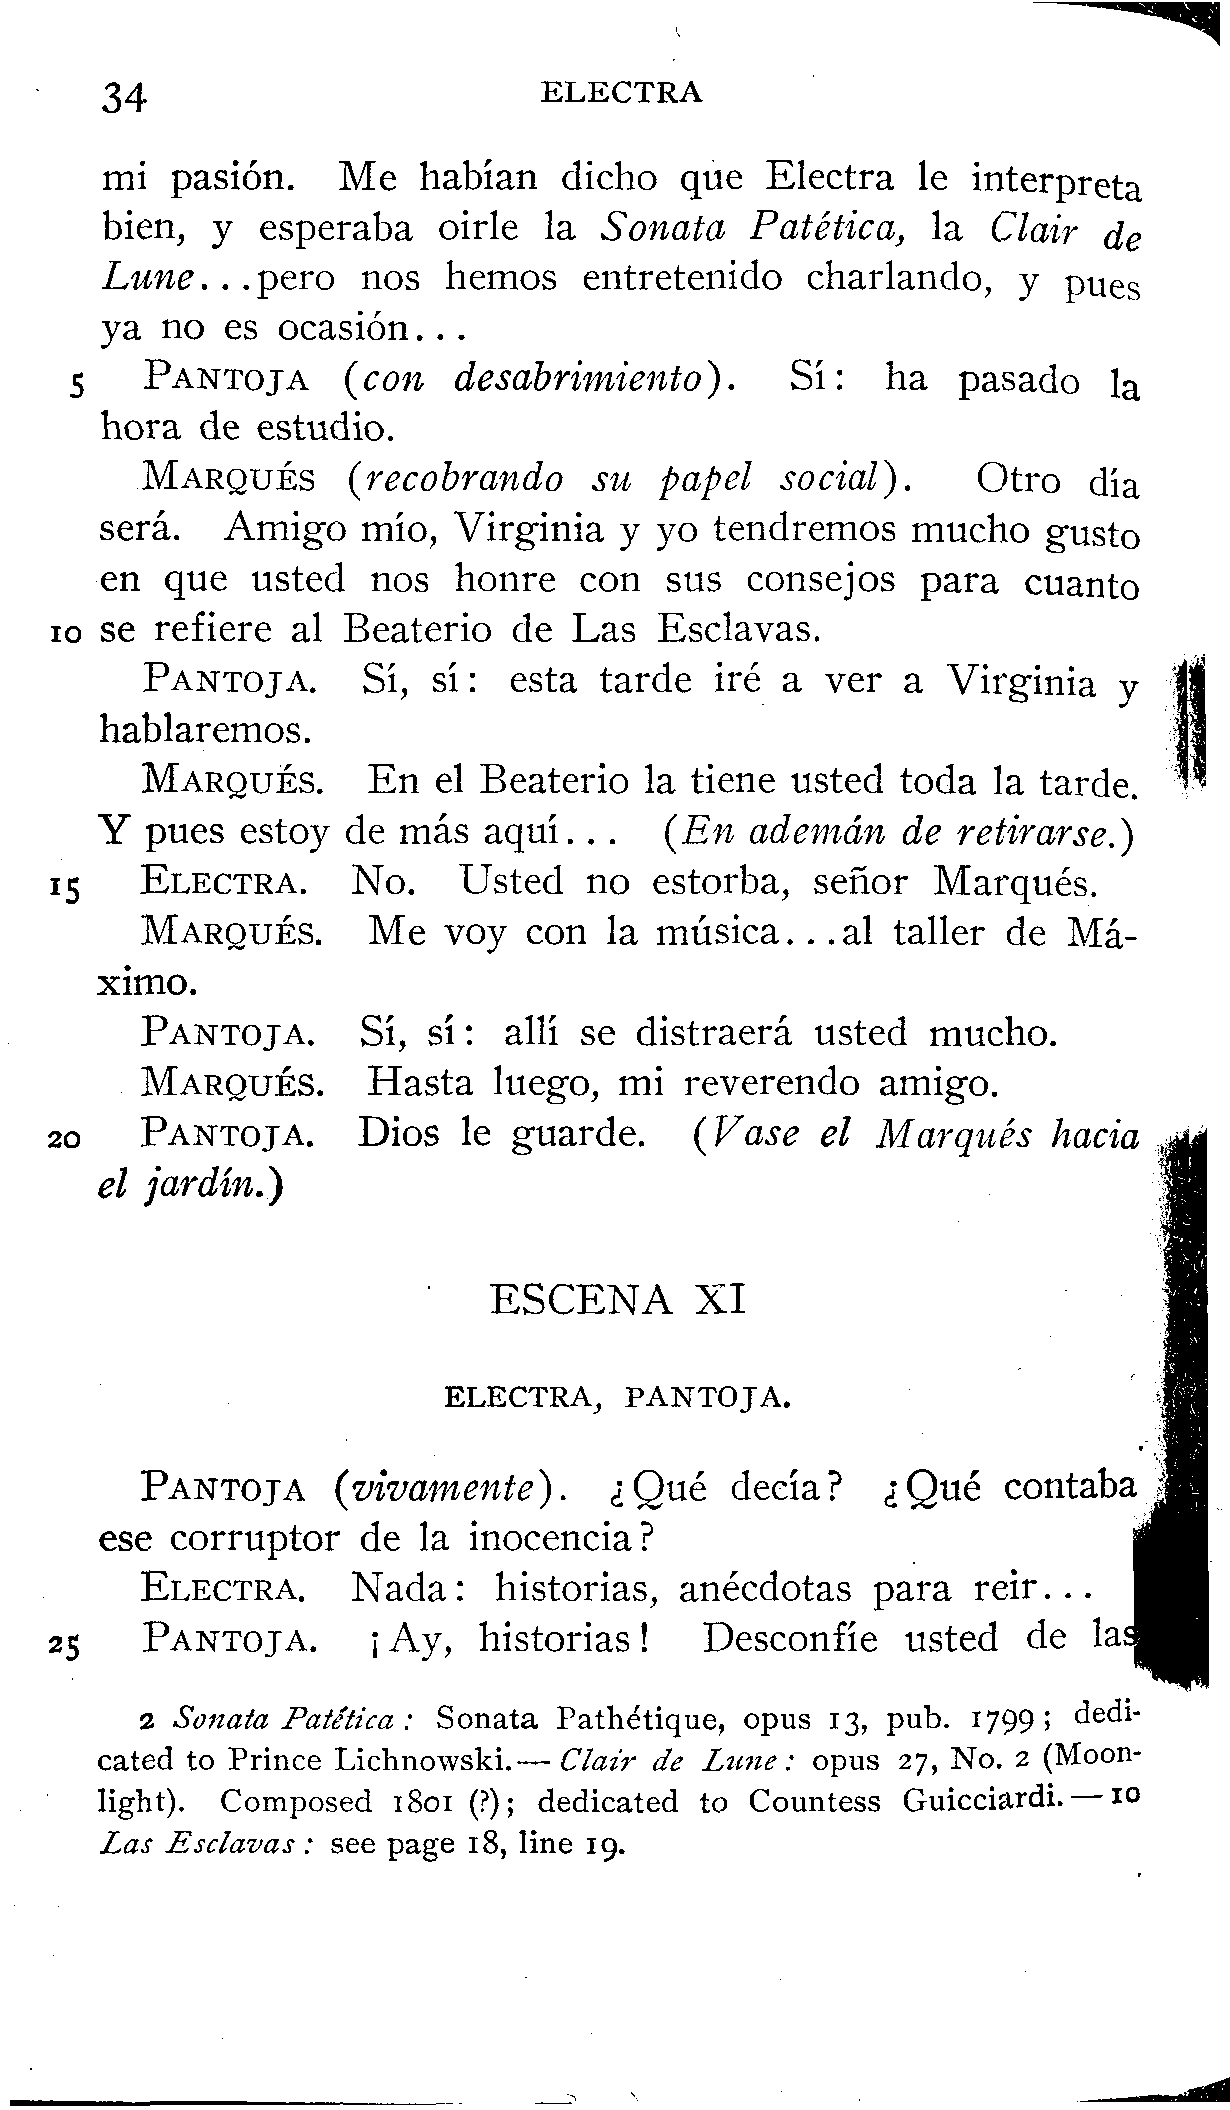 34 ELECTRA
mi pasión. Me habían dicho que Electra le interpreta
bien, y esperaba oirle la Sonata Patética, la Clair de
Lune...pero nos hemos entretenido charlando, y pues
ya no es ocasión...
5 PANTOJA (con desabrimiento). Sí: ha pasado la
hora de estudio.
MARQUÉS (recobrando su papel social). Otro día
será. Amigo mío, Virginia y yo tendremos mucho gusto
en que usted nos honre con sus consejos para cuanto
10 se refiere al Beaterio de Las Esclavas.
PANTOJA. Sí, sí: esta tarde iré a ver a Virginia y
hablaremos.
MARQUÉS. En el Beaterio la tiene usted toda la tarde.
Y pues estoy de más aquí... (En ademán de retirarse.)
15 ELECTRA. No. Usted no estorba, señor Marqués.
MARQUÉS. Me voy con la música...al taller de Má-
ximo.
PANTOJA. Sí, sí: allí se distraerá usted mucho.
MARQUÉS. Hasta luego, mi reverendo amigo.
20 PANTOJA. Dios le guarde. (Vase el Marqués hacia
el jardín.)
ESCENA XI
ELECTRA, PANTOJA.
PANTOJA (vivamente). ¿Qué decía? ¿Qué contaba
ese corruptor de la inocencia?
ELECTRA. Nada: historias, anécdotas para reir...
25 PANTOJA. ¡Ay, historias! Desconfíe usted de las
2 Sonata Patética: Sonata Pathétique, opus 13, pub. 1799; dedi-
cated to Prince Lichnowski.— Clair de Lune: opus 27, No. 2 (Moon-
light). Composed 1801 (?); dedicated to Countess Guicciardi.— 10
Las Esclavas: see page 18, line 19.